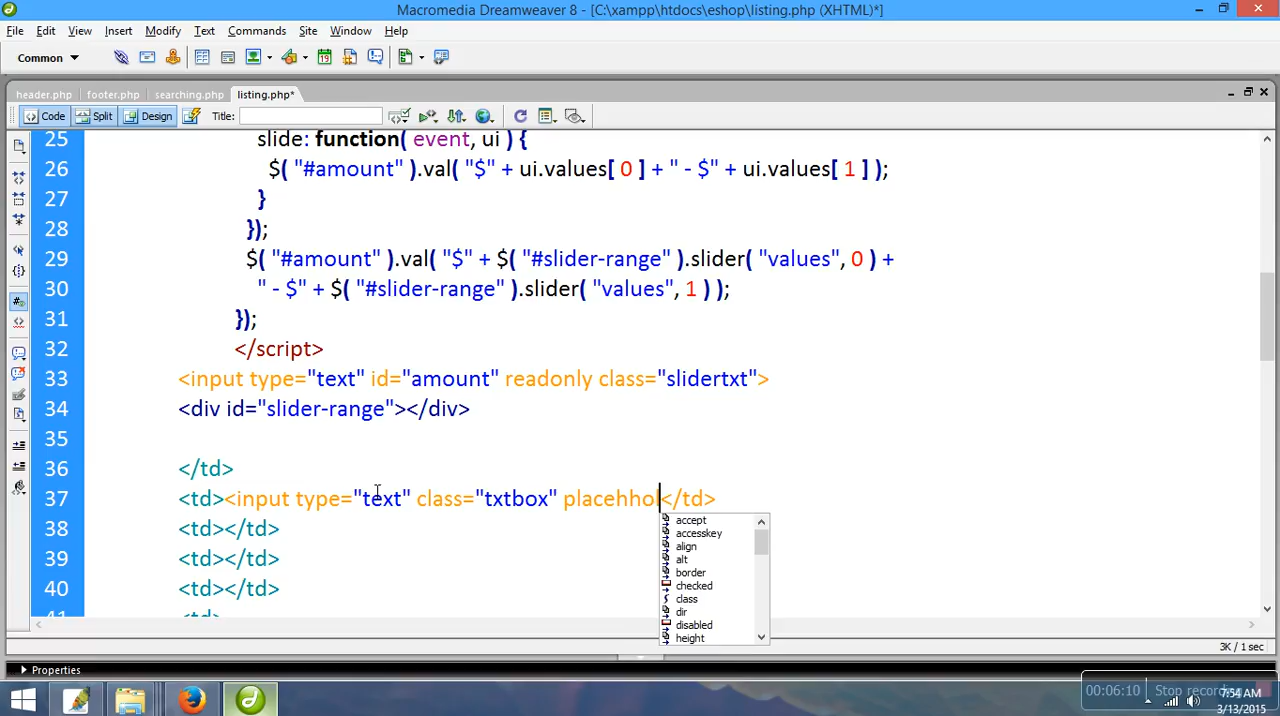 Macromedia Dreamweaver 8 - [C:\xampp\htdocs\eshop\listing.php (XHTML)*]
File Edit View Insert Modify Text Commands Site Window Help
Common
header.php footer.php searching.php listing.php*
Code Split Design Title:
25 slide: function( event, ui ) {
26 $( "#amount" ).val( "$" + ui.values[ 0 ] + " - $" + ui.values[ 1 ] );
27 }
28 });
29 $( "#amount" ).val( "$" + $( "#slider-range" ).slider( "values", 0 ) +
30 " - $" + $( "#slider-range" ).slider( "values", 1 ) );
31 });
32 </script>
33 <input type="text" id="amount" readonly class="slidertxt">
34 <div id="slider-range"></div>
35
36 </td>
37 <td><input type="text" class="txtbox" placehhol</td>
38 <td></td>
39 <td></td>
40 <td></td>
41 <td>
accept
accesskey
align
alt
border
checked
class
dir
disabled
height
3K / 1 sec
Properties
00:06:10 Stop recording
7:54 AM
3/13/2015